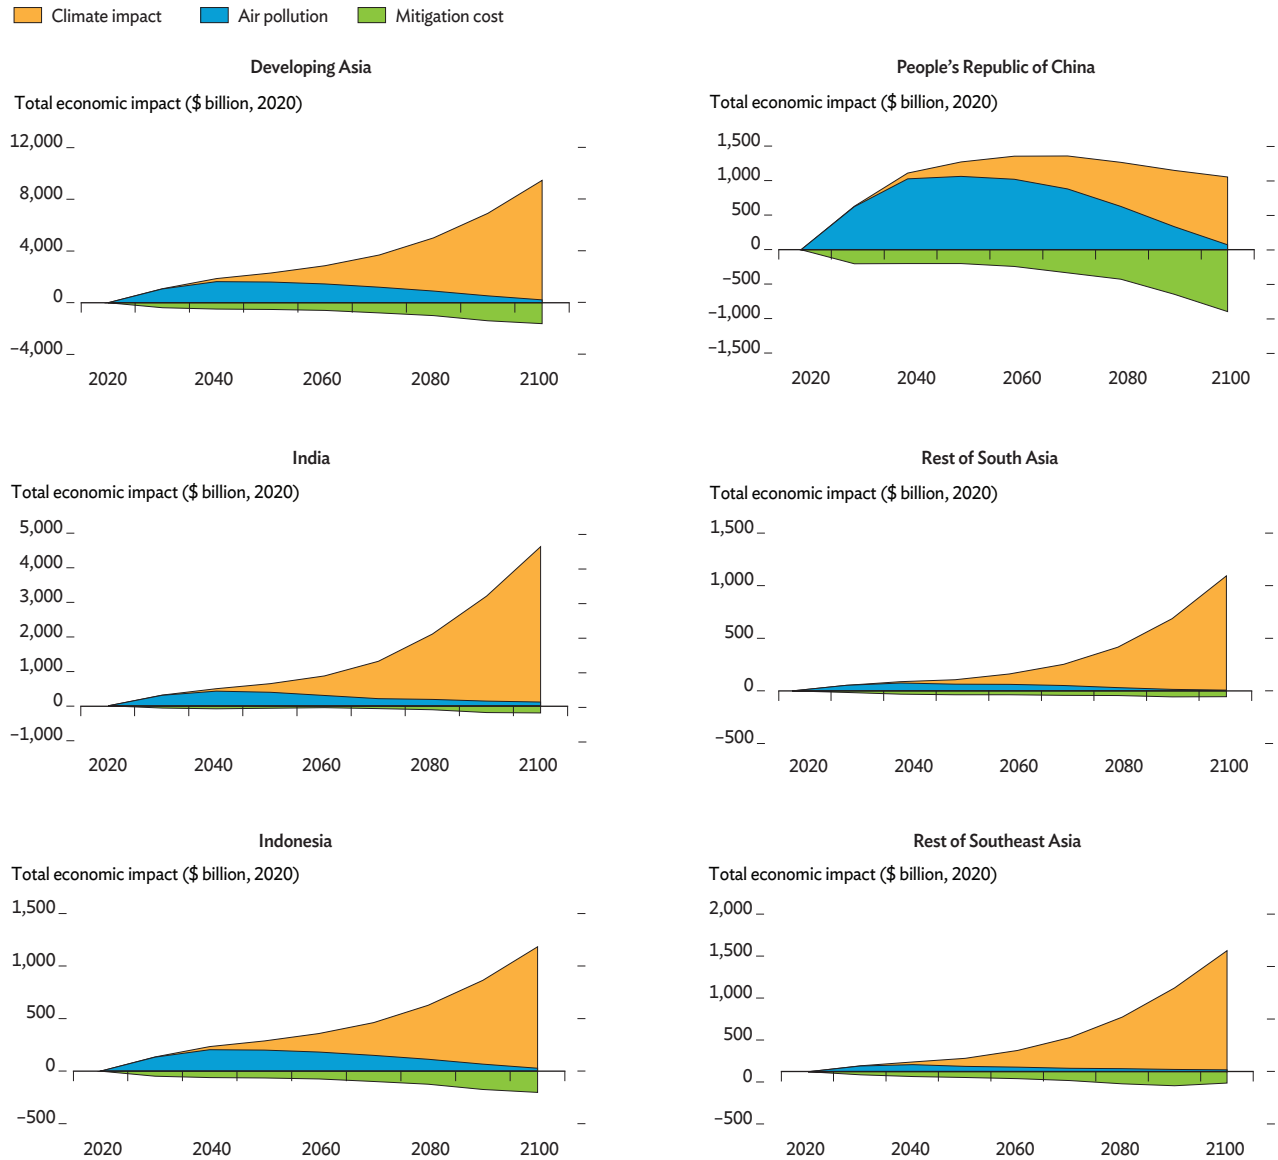 Climate impact Air pollution Mitigation cost
Developing Asia
Total economic impact ($ billion, 2020)
12,000
8,000
4,000
0
−4,000
2020 2040 2060 2080 2100
People's Republic of China
Total economic impact ($ billion, 2020)
1,500
1,000
500
0
−500
−1,000
−1,500
2020 2040 2060 2080 2100
India
Total economic impact ($ billion, 2020)
5,000
4,000
3,000
2,000
1,000
0
−1,000
2020 2040 2060 2080 2100
Rest of South Asia
Total economic impact ($ billion, 2020)
1,500
1,000
500
0
−500
2020 2040 2060 2080 2100
Indonesia
Total economic impact ($ billion, 2020)
1,500
1,000
500
0
−500
2020 2040 2060 2080 2100
Rest of Southeast Asia
Total economic impact ($ billion, 2020)
2,000
1,500
1,000
500
0
−500
2020 2040 2060 2080 2100